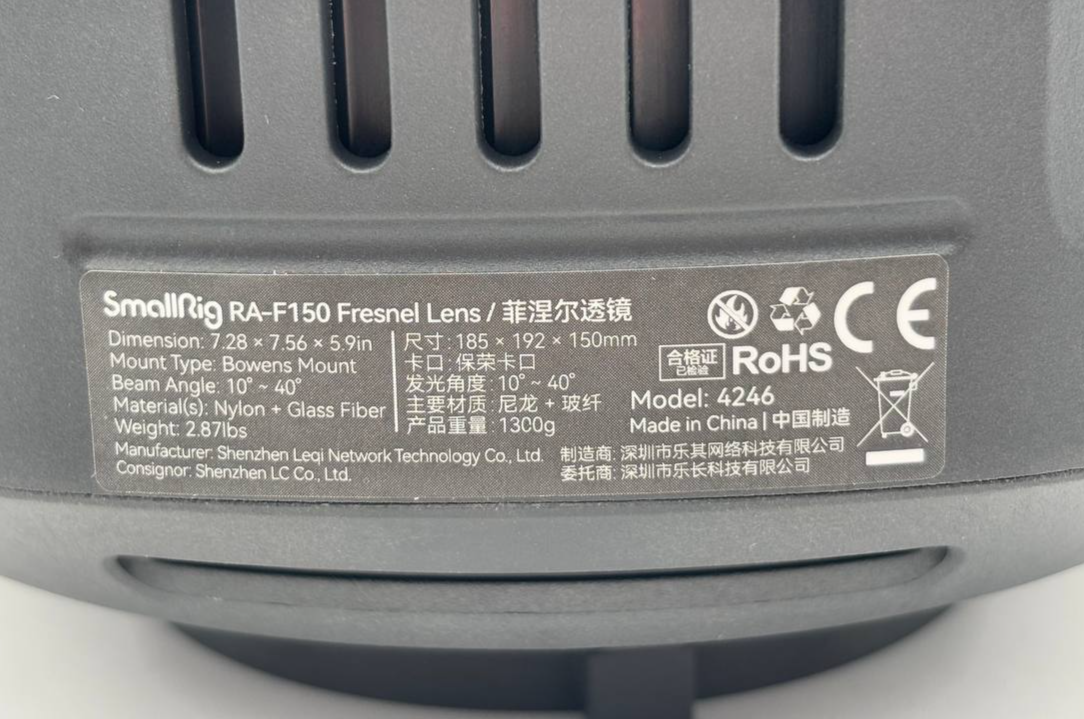 SmallRig RA-F150 Fresnel Lens / 菲涅尔透镜
Dimension: 7.28 × 7.56 × 5.9in
Mount Type: Bowens Mount
Beam Angle: 10° ~ 40°
Material(s): Nylon + Glass Fiber
Weight: 2.87lbs
尺寸: 185 × 192 × 150mm
卡口: 保荣卡口
发光角度: 10° ~ 40°
主要材质: 尼龙 + 玻纤
产品重量: 1300g
Manufacturer: Shenzhen Leqi Network Technology Co., Ltd.
Consignor: Shenzhen LC Co., Ltd.
制造商: 深圳市乐其网络科技有限公司
委托商: 深圳市乐长科技有限公司
CE
合格证
已检验
RoHS
Model: 4246
Made in China | 中国制造